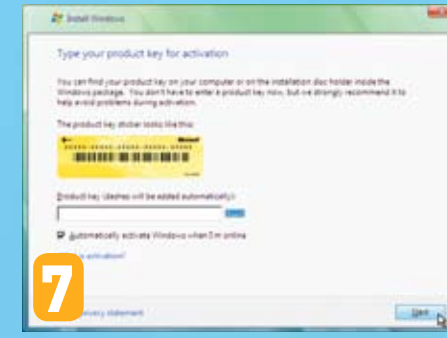 Install Windows
Type your product key for activation
You can find your product key on your computer or on the installation disc holder inside the
Windows package. You don't have to enter a product key now, but we strongly recommend it to
help avoid problems during activation.
The product key sticker looks like this:
Product key (dashes will be added automatically):
Automatically activate Windows when I'm online
activation?
7
privacy statement
Next